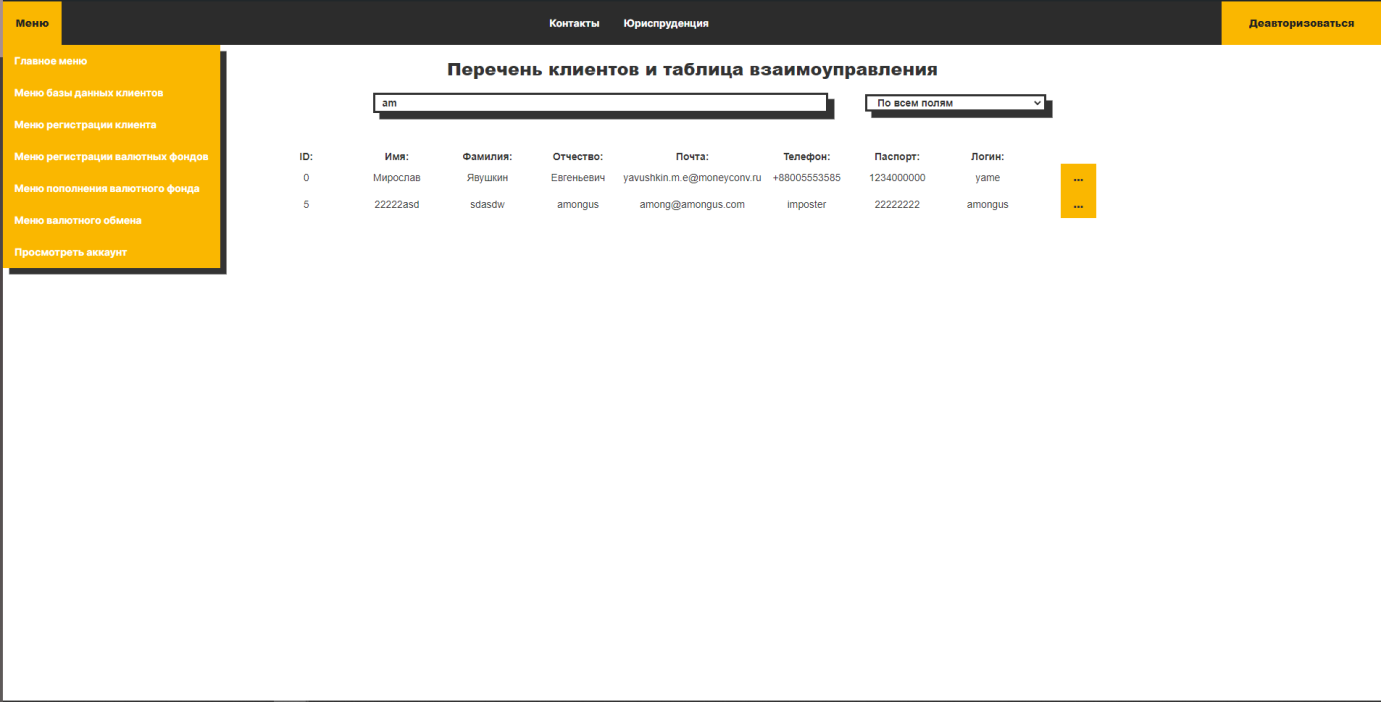 Меню Контакты Юриспруденция Деавторизоваться
Главное меню
Меню базы данных клиентов
Меню регистрации клиента
Меню регистрации валютных фондов
Меню пополнения валютного фонда
Меню валютного обмена
Просмотреть аккаунт
Перечень клиентов и таблица взаимоуправления
am По всем полям
ID: Имя: Фамилия: Отчество: Почта: Телефон: Паспорт: Логин:
0 Мирослав Явушкин Евгеньевич yavushkin.m.e@moneyconv.ru +88005553585 1234000000 yame ...
5 22222asd sdasdw amongus among@amongus.com imposter 22222222 amongus ...